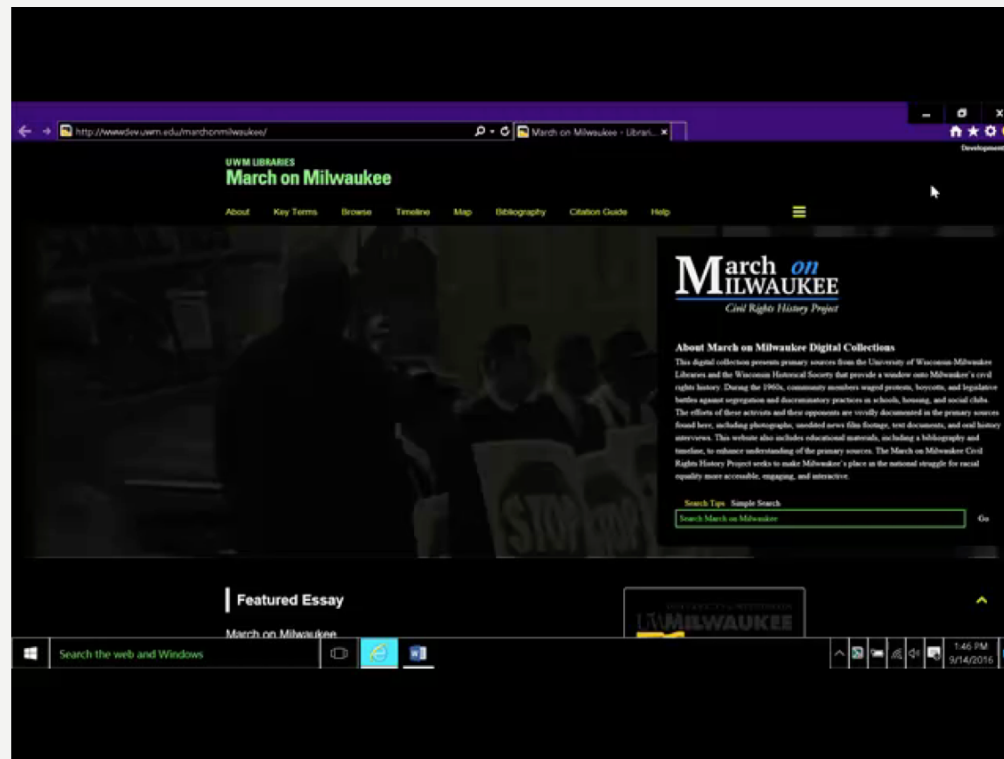 http://wwwdev.uwm.edu/marchonmilwaukee/
March on Milwaukee - Librari...
Development
UWM LIBRARIES
March on Milwaukee
About Key Terms Browse Timeline Map Bibliography Citation Guide Help
March on
MILWAUKEE
Civil Rights History Project
About March on Milwaukee Digital Collections
This digital collection presents primary sources from the University of Wisconsin-Milwaukee
Libraries and the Wisconsin Historical Society that provide a window onto Milwaukee's civil
rights history. During the 1960s, community members waged protests, boycotts, and legislative
battles against segregation and discriminatory practices in schools, housing, and social clubs.
The efforts of these activists and their opponents are vividly documented in the primary sources
found here, including photographs, unedited news film footage, text documents, and oral history
interviews. This website also includes educational materials, including a bibliography and
timeline, to enhance understanding of the primary sources. The March on Milwaukee Civil
Rights History Project seeks to make Milwaukee's place in the national struggle for racial
equality more accessible, engaging, and interactive.
STOP
Search Tips Simple Search
Search March on Milwaukee Go
Featured Essay
March on Milwaukee
UWMILWAUKEE
Search the web and Windows
1:46 PM
9/14/2016